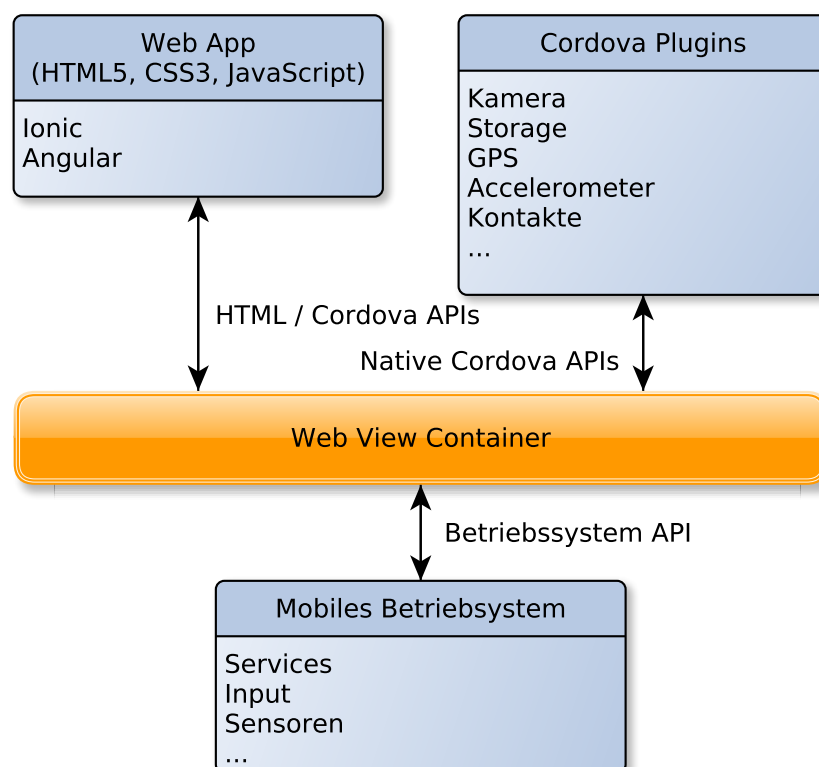 Web App
(HTML5, CSS3, JavaScript)
Ionic
Angular
Cordova Plugins
Kamera
Storage
GPS
Accelerometer
Kontakte
...
HTML / Cordova APIs
Native Cordova APIs
Web View Container
Betriebssystem API
Mobiles Betriebsystem
Services
Input
Sensoren
...